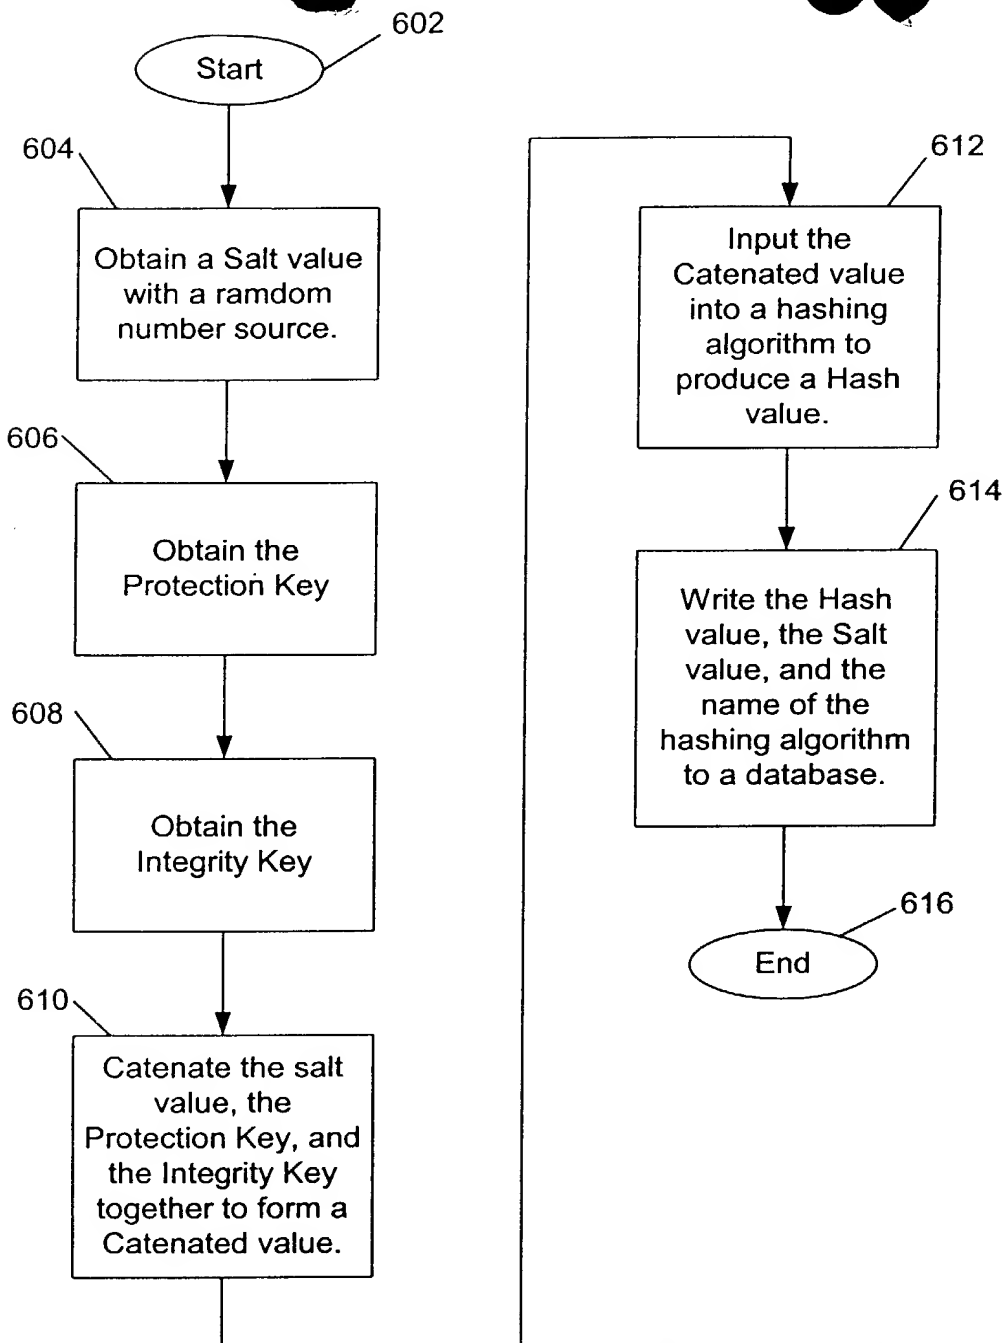 602
Start
604
Obtain a Salt value
with a ramdom
number source.
606
Obtain the
Protection Key
608
Obtain the
Integrity Key
610
Catenate the salt
value, the
Protection Key, and
the Integrity Key
together to form a
Catenated value.
612
Input the
Catenated value
into a hashing
algorithm to
produce a Hash
value.
614
Write the Hash
value, the Salt
value, and the
name of the
hashing algorithm
to a database.
616
End